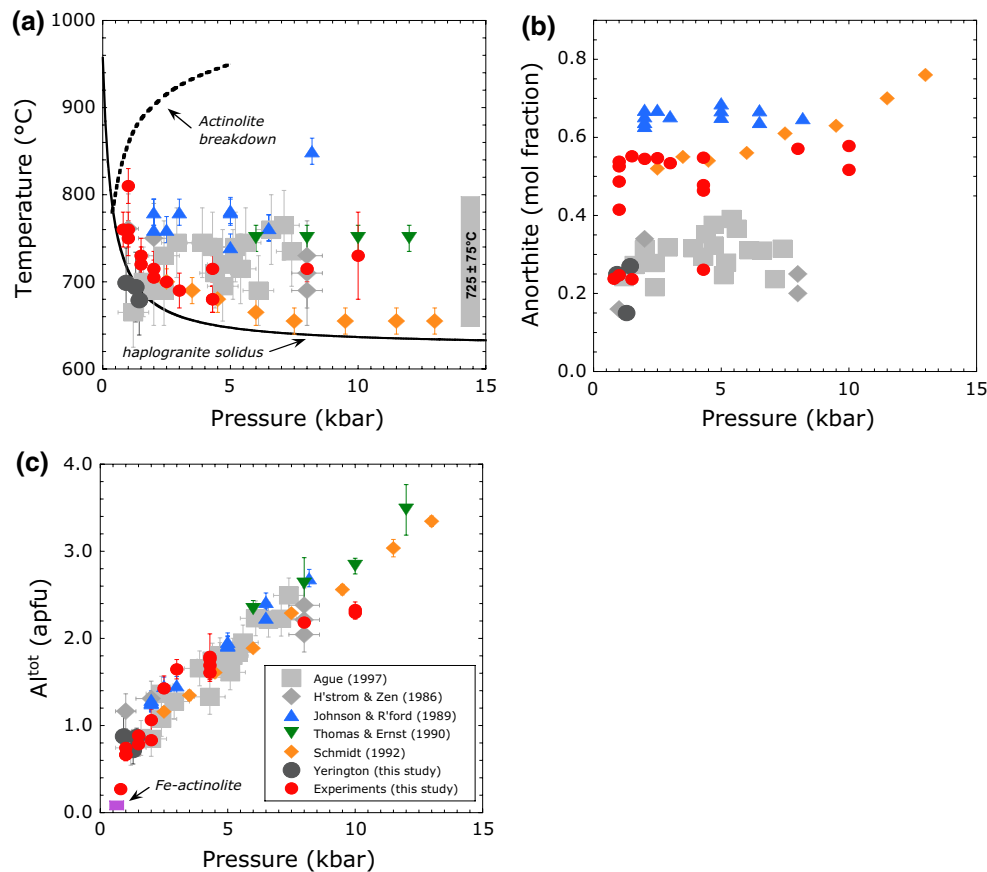 (a)
1000
900
800
700
600
Temperature (°C)
Actinolite
breakdown
haplogranite solidus
725 ± 75°C
0
5
10
15
Pressure (kbar)
(b)
0.8
0.6
0.4
0.2
0.0
Anorthite (mol fraction)
0
5
10
15
Pressure (kbar)
(c)
4.0
3.0
2.0
1.0
0.0
Al^tot (apfu)
Fe-actinolite
Ague (1997)
H'strom & Zen (1986)
Johnson & R'ford (1989)
Thomas & Ernst (1990)
Schmidt (1992)
Yerington (this study)
Experiments (this study)
0
5
10
15
Pressure (kbar)